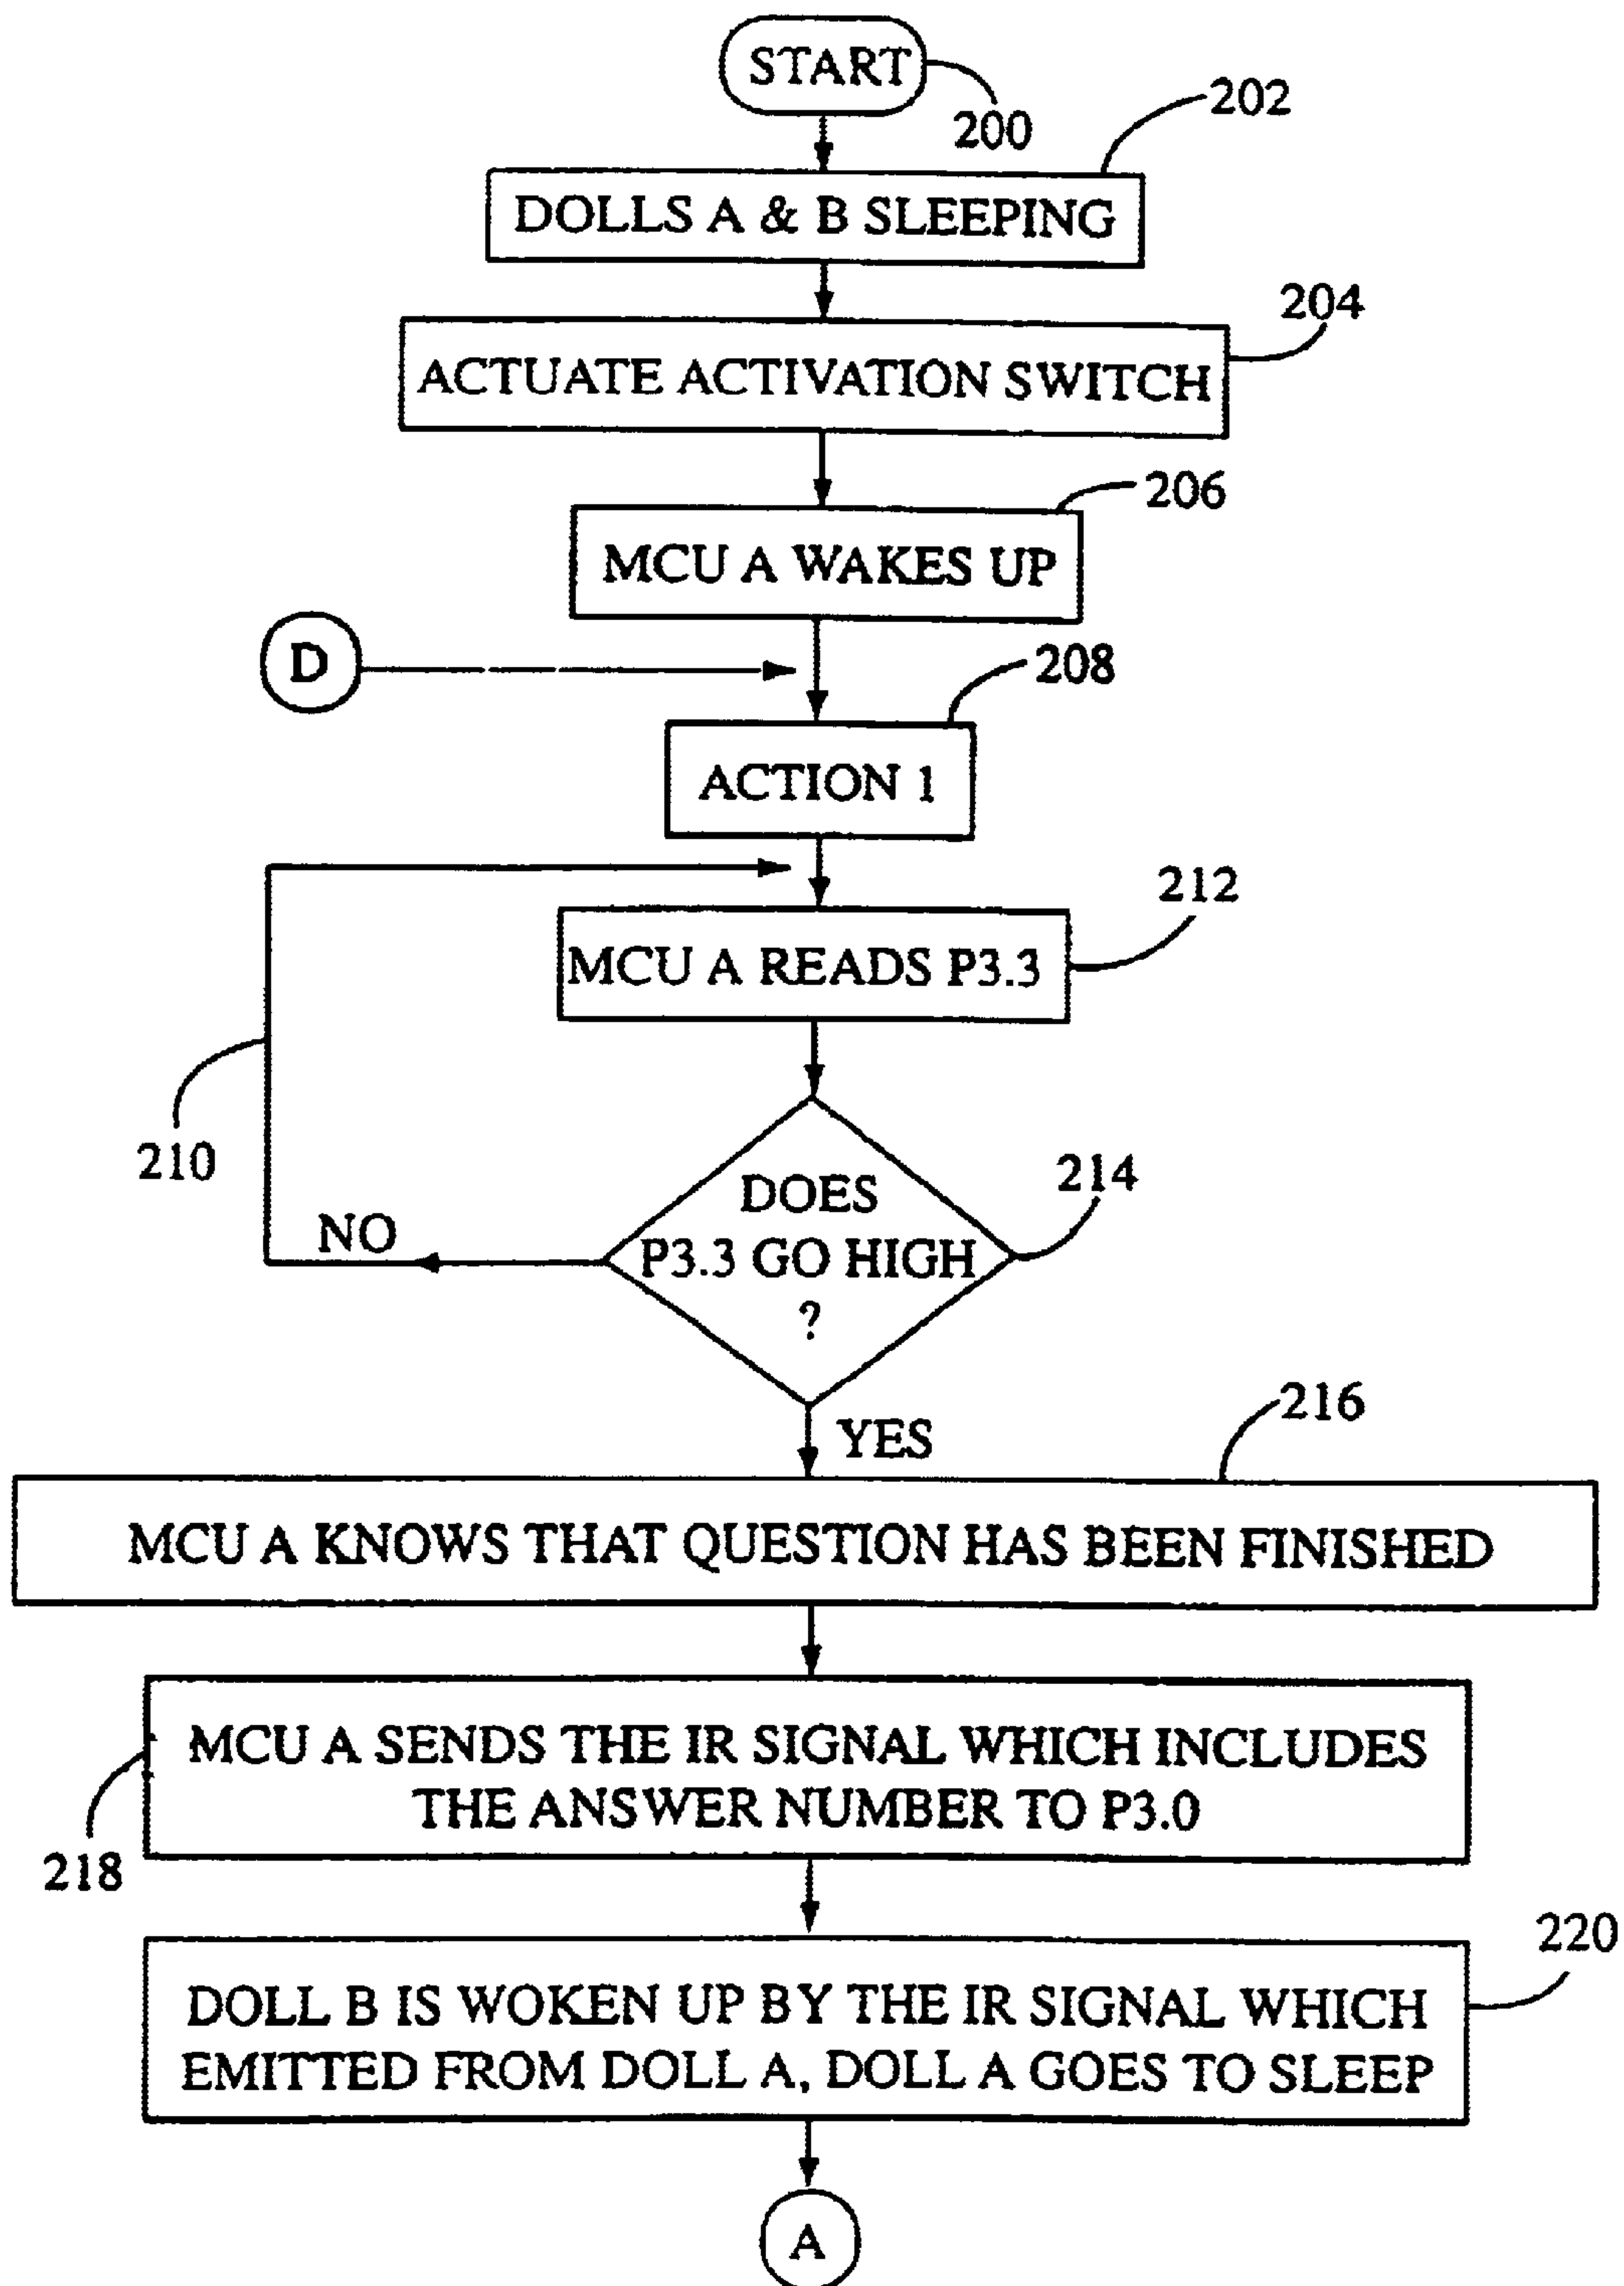 START
200
202
DOLLS A & B SLEEPING
204
ACTUATE ACTIVATION SWITCH
206
MCU A WAKES UP
D
208
ACTION 1
212
MCU A READS P3.3
210
214
DOES
P3.3 GO HIGH
?
NO
YES
216
MCU A KNOWS THAT QUESTION HAS BEEN FINISHED
MCU A SENDS THE IR SIGNAL WHICH INCLUDES
THE ANSWER NUMBER TO P3.0
218
220
DOLL B IS WOKEN UP BY THE IR SIGNAL WHICH
EMITTED FROM DOLL A, DOLL A GOES TO SLEEP
A